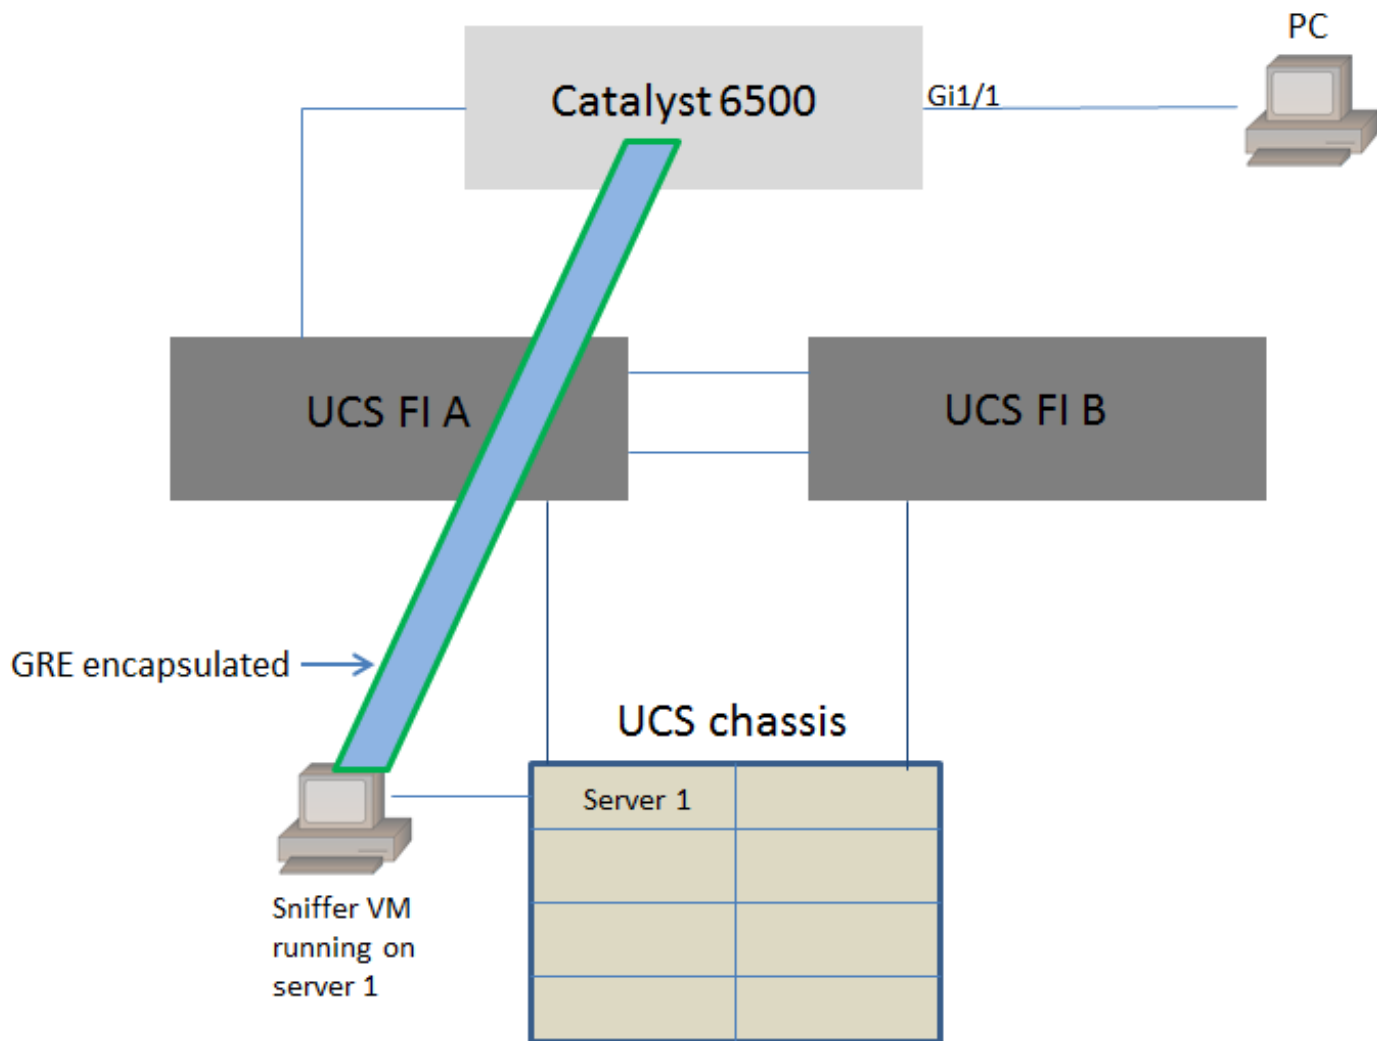 PC
Catalyst 6500
Gi1/1
UCS FI A
UCS FI B
GRE encapsulated
UCS chassis
Server 1
Sniffer VM
running on
server 1